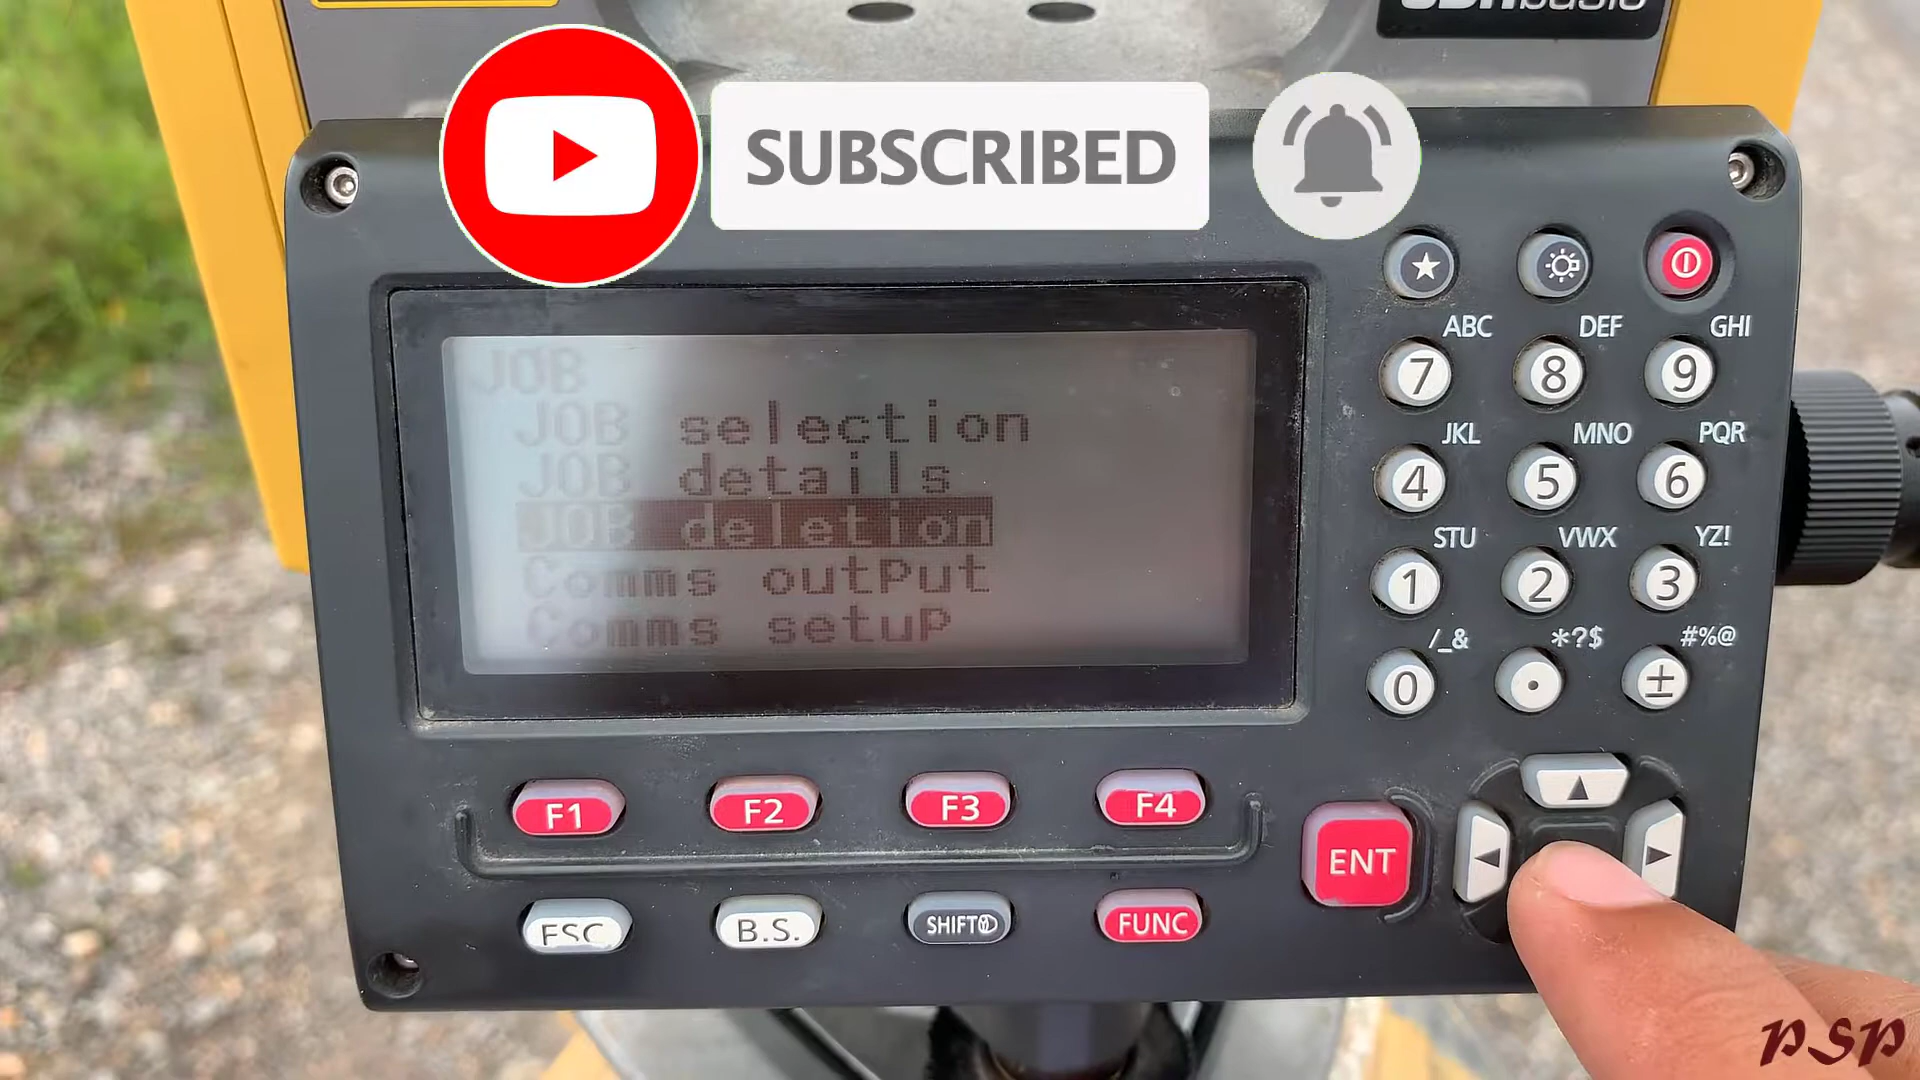 SUBSCRIBED
JOB
JOB selection
JOB details
JOB deletion
Comms output
Comms setup
ABC DEF GHI
7 8 9
JKL MNO PQR
4 5 6
STU VWX YZ!
1 2 3
/_& *?$ #%@
0 . ±
F1 F2 F3 F4
ENT
ESC B.S. SHIFT FUNC
PSP